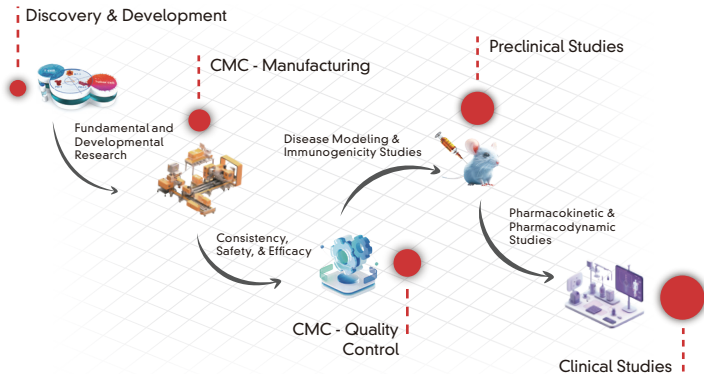 Discovery & Development
CMC - Manufacturing
Preclinical Studies
Fundamental and
Developmental
Research
Disease Modeling &
Immunogenicity Studies
Pharmacokinetic &
Pharmacodynamic
Studies
Consistency,
Safety, & Efficacy
CMC - Quality
Control
Clinical Studies